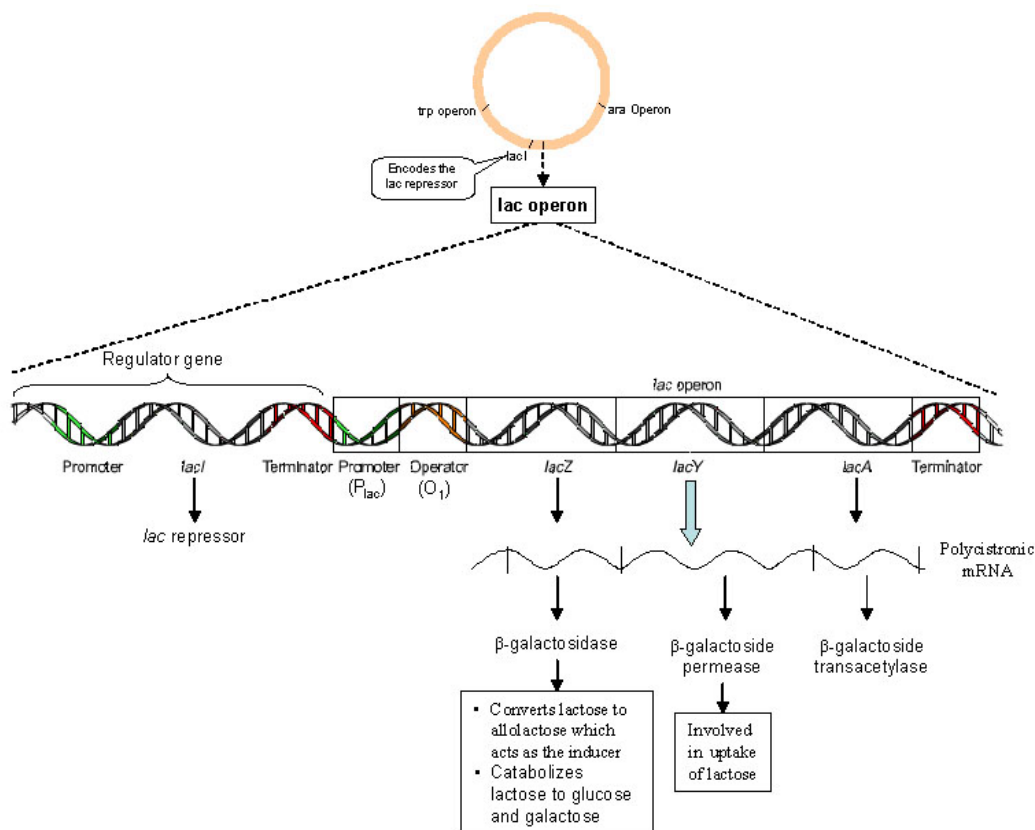 trp operon
ara Operon
lacI
Encodes the
lac repressor
lac operon
Regulator gene
lac operon
Promoter
lacI
Terminator
Promoter
(Plac)
Operator
(O1)
lacZ
lacY
lacA
Terminator
lac repressor
Polycistronic
mRNA
β-galactosidase
β-galactoside
permease
β-galactoside
transacetylase
▪ Converts lactose to
allolactose which
acts as the inducer
▪ Catabolizes
lactose to glucose
and galactose
Involved
in uptake
of lactose